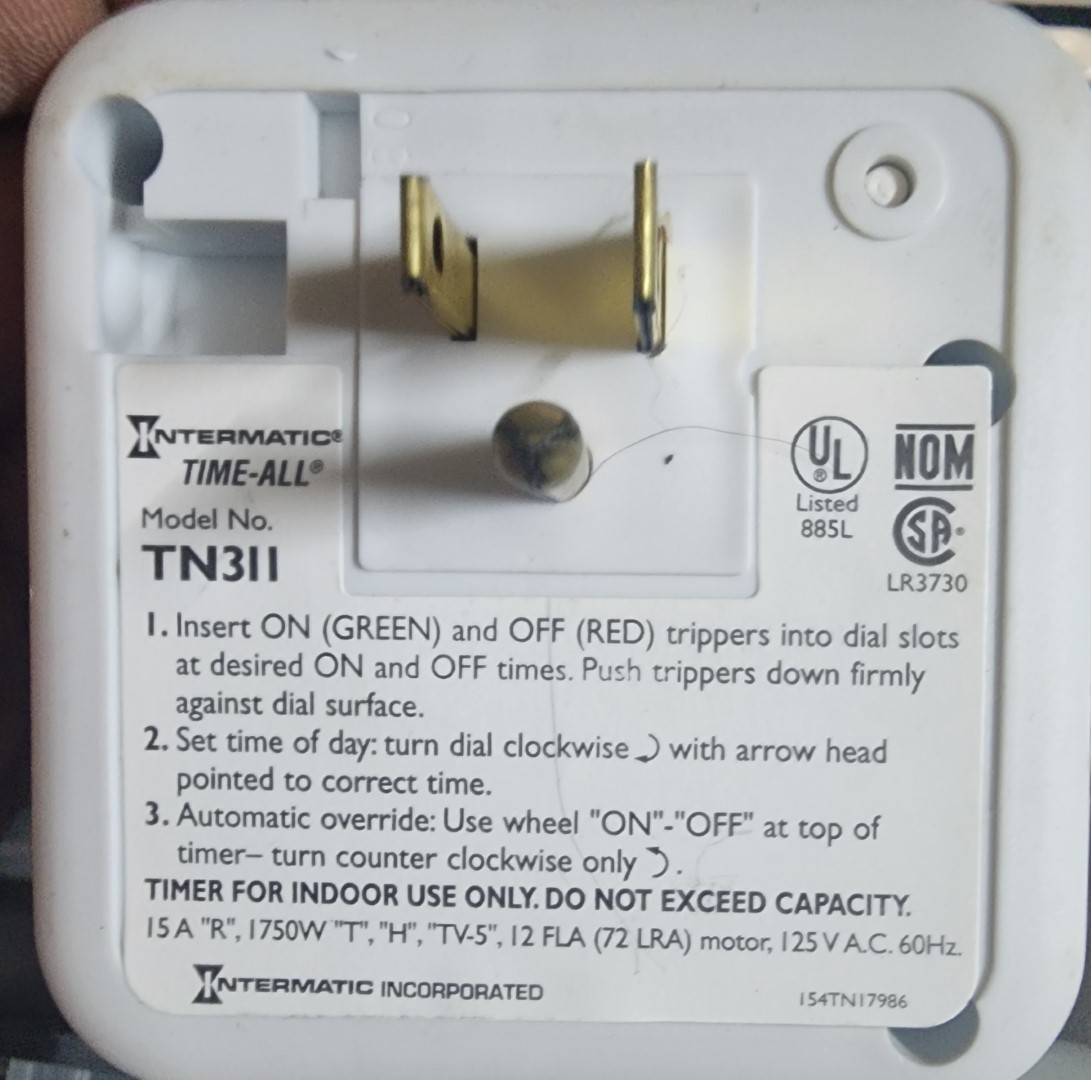 INTERMATIC®
TIME-ALL®
Model No.
TN311
UL
®
Listed
885L
NOM
SA®
LR3730
1. Insert ON (GREEN) and OFF (RED) trippers into dial slots
at desired ON and OFF times. Push trippers down firmly
against dial surface.
2. Set time of day: turn dial clockwise with arrow head
pointed to correct time.
3. Automatic override: Use wheel "ON"-"OFF" at top of
timer– turn counter clockwise only .
TIMER FOR INDOOR USE ONLY. DO NOT EXCEED CAPACITY.
15 A "R", 1750W "T", "H", "TV-5", 12 FLA (72 LRA) motor, 125 V A.C. 60Hz.
INTERMATIC INCORPORATED
154TN17986